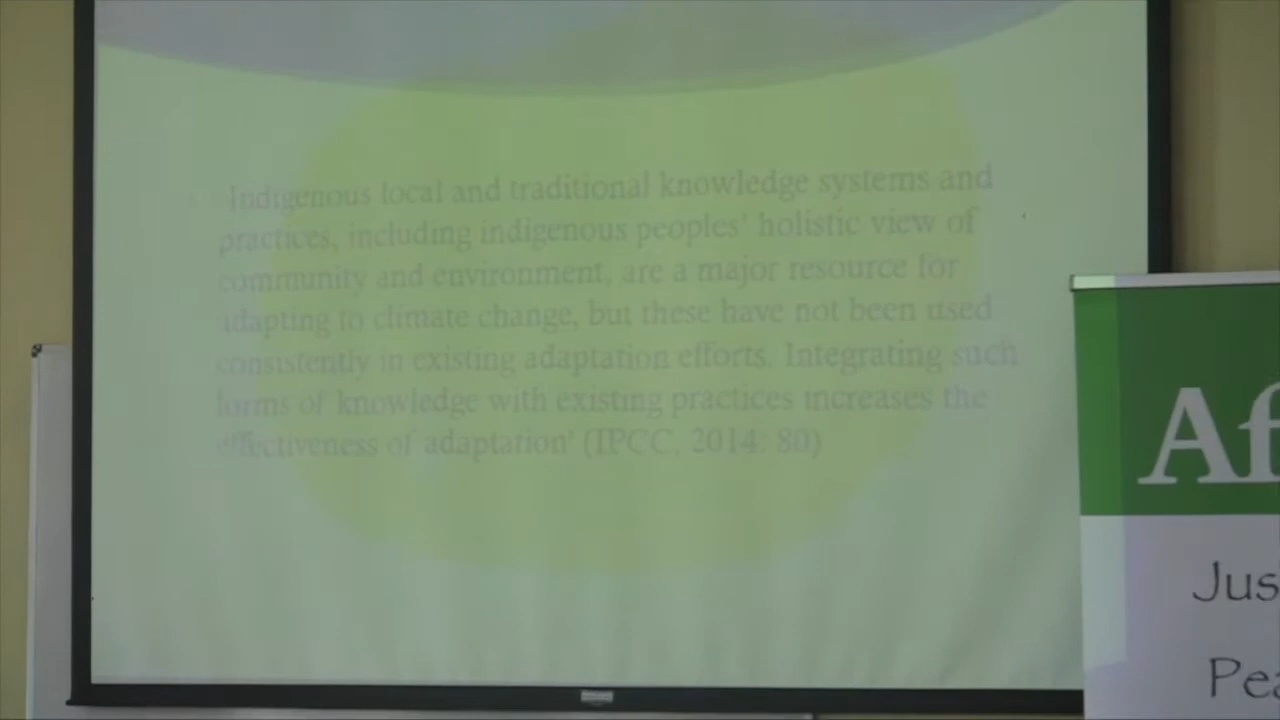 'Indigenous local and traditional knowledge systems and
practices, including indigenous peoples' holistic view of
community and environment, are a major resource for
adapting to climate change, but these have not been used
consistently in existing adaptation efforts. Integrating such
forms of knowledge with existing practices increases the
effectiveness of adaptation' (IPCC, 2014: 80)
Af
Jus
Pea